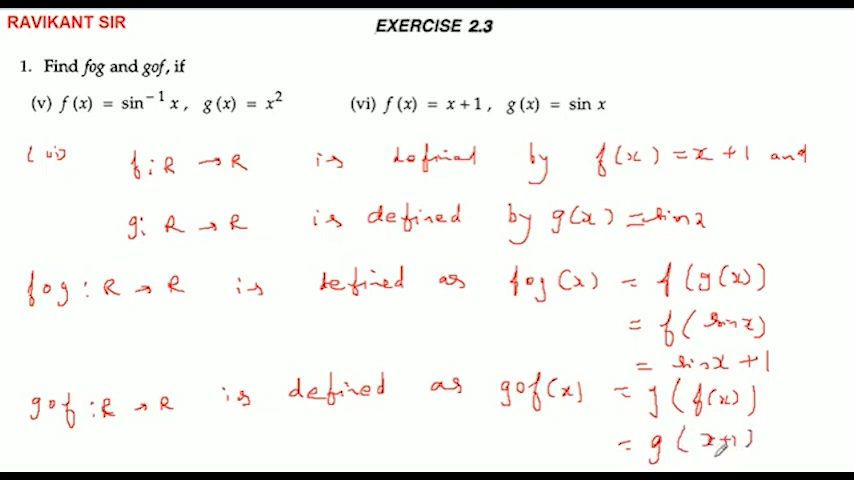 RAVIKANT SIR
EXERCISE 2.3
1. Find fog and gof, if
(v) f(x) = sin⁻¹ x, g(x) = x² (vi) f(x) = x+1, g(x) = sin x
(vi) f: R → R is defined by f(x) = x + 1 and
g: R → R is defined by g(x) = sin x
fog : R → R is defined as fog(x) = f(g(x))
= f(sin x)
= sin x + 1
gof : R → R is defined as gof(x) = g(f(x))
= g(x+1)